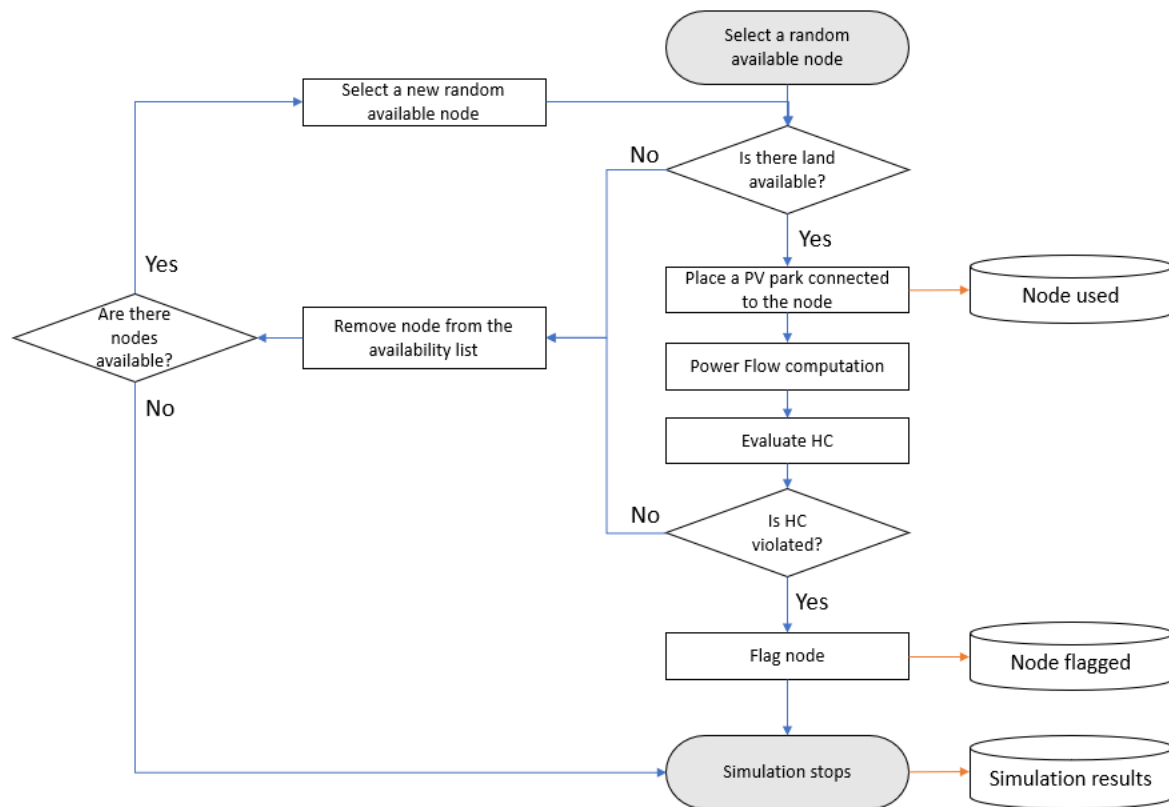 Select a random
available node
Select a new random
available node
No
Is there land
available?
Yes
Yes
Place a PV park connected
to the node
Node used
Are there
nodes
available?
Remove node from the
availability list
Power Flow computation
No
Evaluate HC
No
Is HC
violated?
Yes
Flag node
Node flagged
Simulation stops
Simulation results